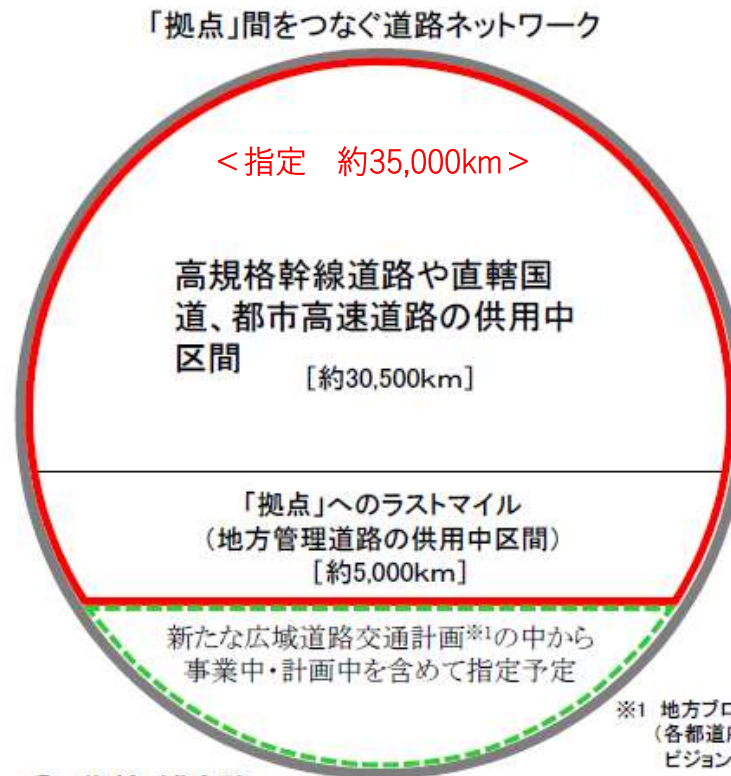 「拠点」間をつなぐ道路ネットワーク
＜指定　約35,000km＞
高規格幹線道路や直轄国
道、都市高速道路の供用中
区間
[約30,500km]
「拠点」へのラストマイル
（地方管理道路の供用中区間）
[約5,000km]
新たな広域道路交通計画※1の中から
事業中・計画中を含めて指定予定
※1 地方ブロ
（各都道府
ビジョン